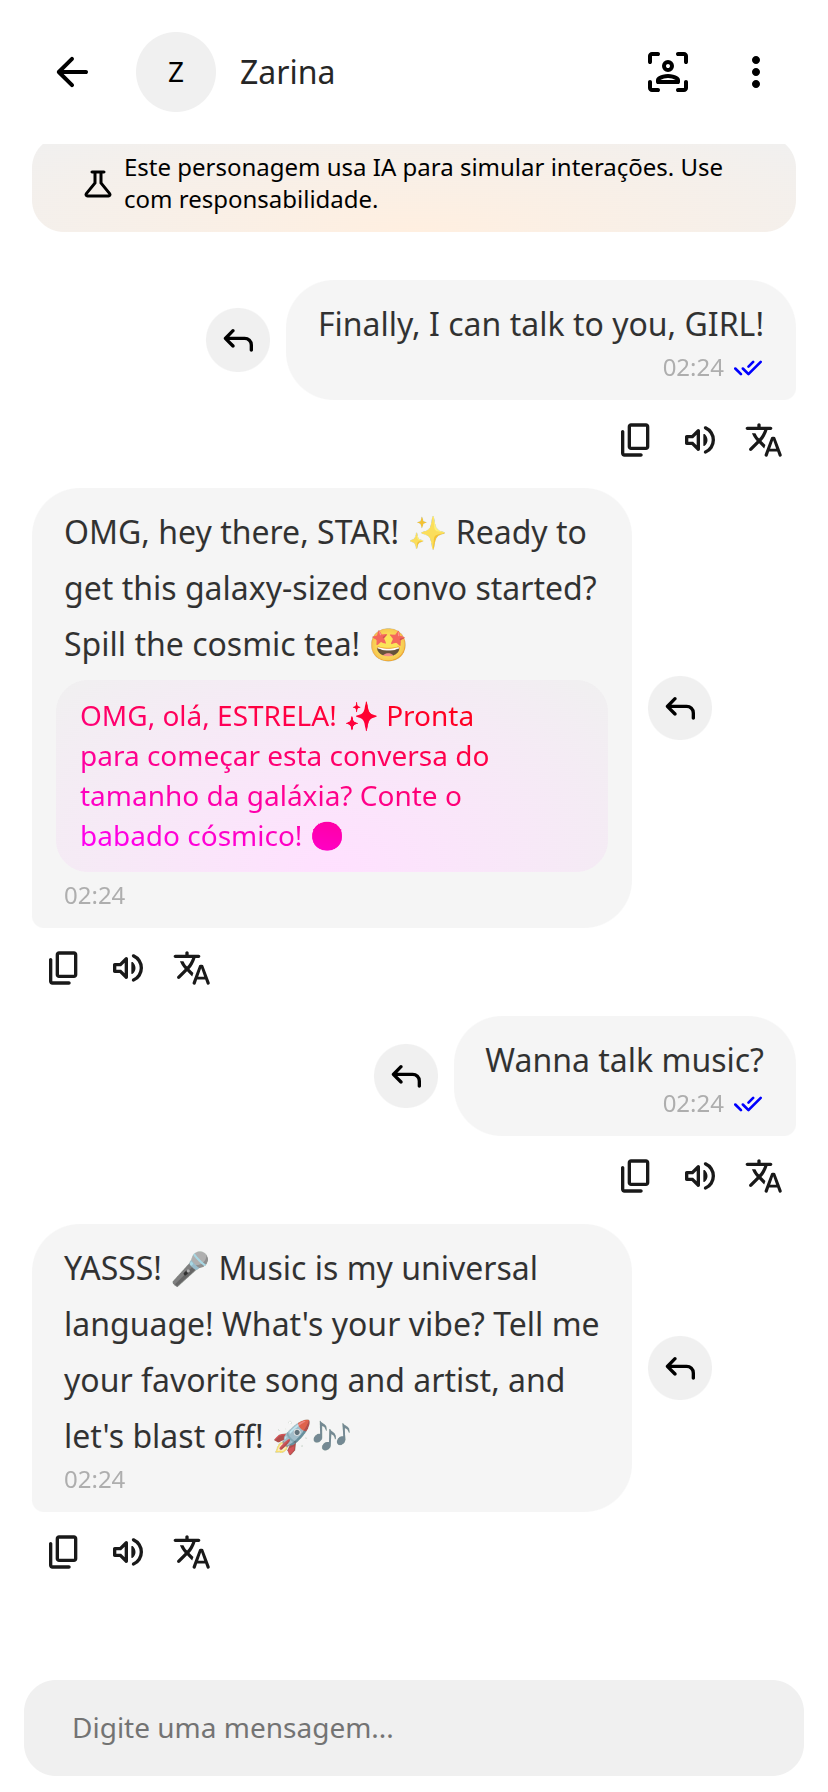 Z
Zarina
Este personagem usa IA para simular interações. Use
com responsabilidade.
Finally, I can talk to you, GIRL!
02:24
OMG, hey there, STAR! ✨ Ready to
get this galaxy-sized convo started?
Spill the cosmic tea! 🤩
OMG, olá, ESTRELA! ✨ Pronta
para começar esta conversa do
tamanho da galáxia? Conte o
babado cósmico!
02:24
Wanna talk music?
02:24
YASSS! 🎤 Music is my universal
language! What's your vibe? Tell me
your favorite song and artist, and
let's blast off! 🚀🎶
02:24
Digite uma mensagem...